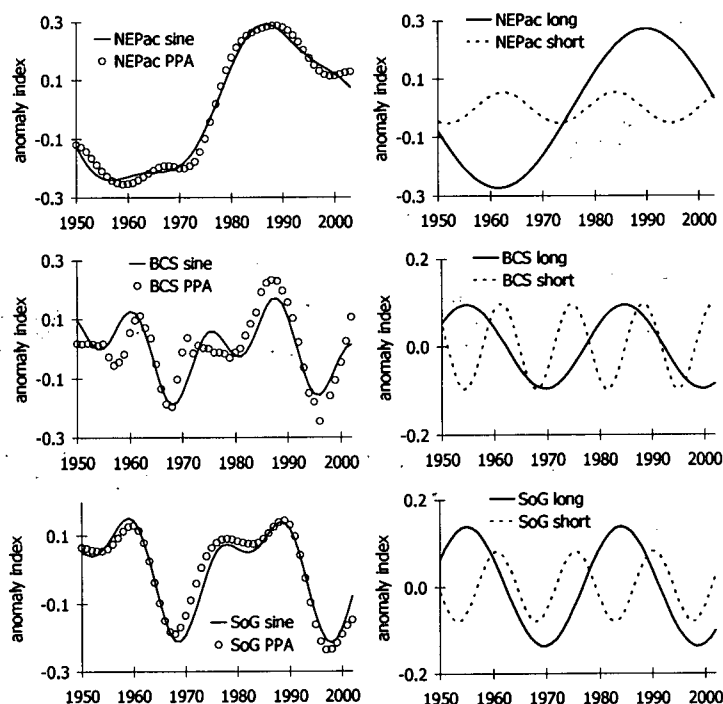 0.3
NEPac sine
NEPac PPA
0.1
-0.1
-0.3
anomaly index
1950 1960 1970 1980 1990 2000
0.3
NEPac long
NEPac short
0.1
-0.1
-0.3
anomaly index
1950 1960 1970 1980 1990 2000
0.3
BCS sine
BCS PPA
0.1
-0.1
-0.3
anomaly index
1950 1960 1970 1980 1990 2000
0.2
BCS long
BCS short
0.0
-0.2
anomaly index
1950 1960 1970 1980 1990 2000
0.1
-0.1
SoG sine
SoG PPA
-0.3
anomaly index
1950 1960 1970 1980 1990 2000
0.2
SoG long
SoG short
0.0
-0.2
anomaly index
1950 1960 1970 1980 1990 2000